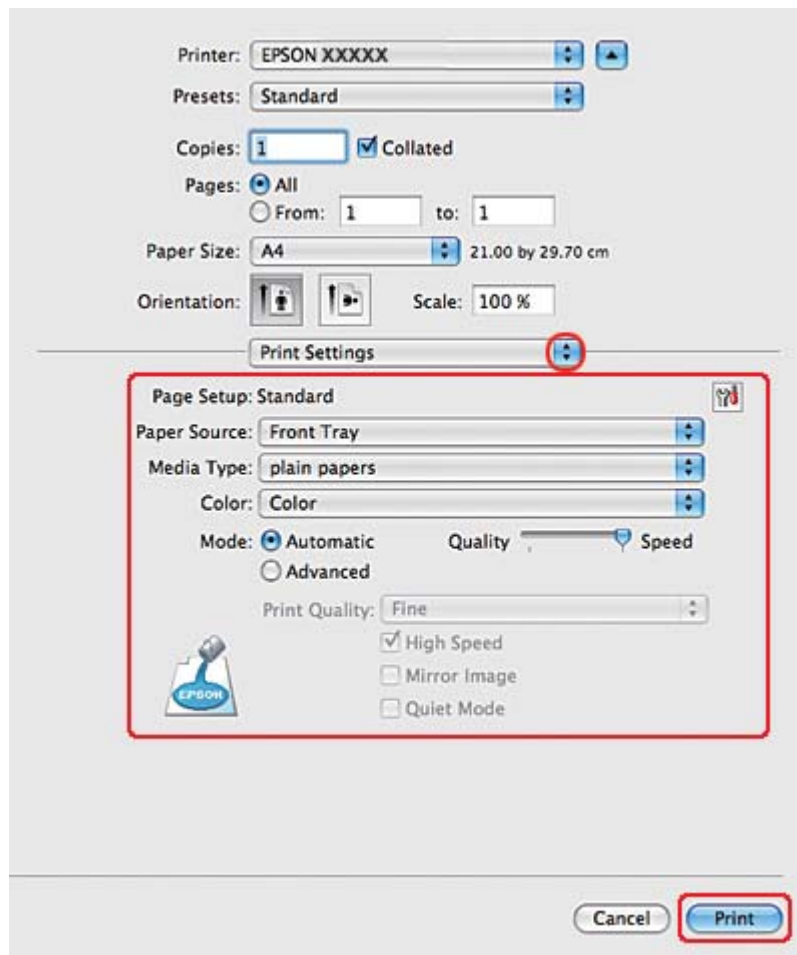 Printer: EPSON XXXXX
Presets: Standard
Copies: 1 Collated
Pages: All
From: 1 to: 1
Paper Size: A4 21.00 by 29.70 cm
Orientation: Scale: 100 %
Print Settings
Page Setup: Standard
Paper Source: Front Tray
Media Type: plain papers
Color: Color
Mode: Automatic Quality Speed
Advanced
Print Quality: Fine
High Speed
Mirror Image
Quiet Mode
EPSON
Cancel Print